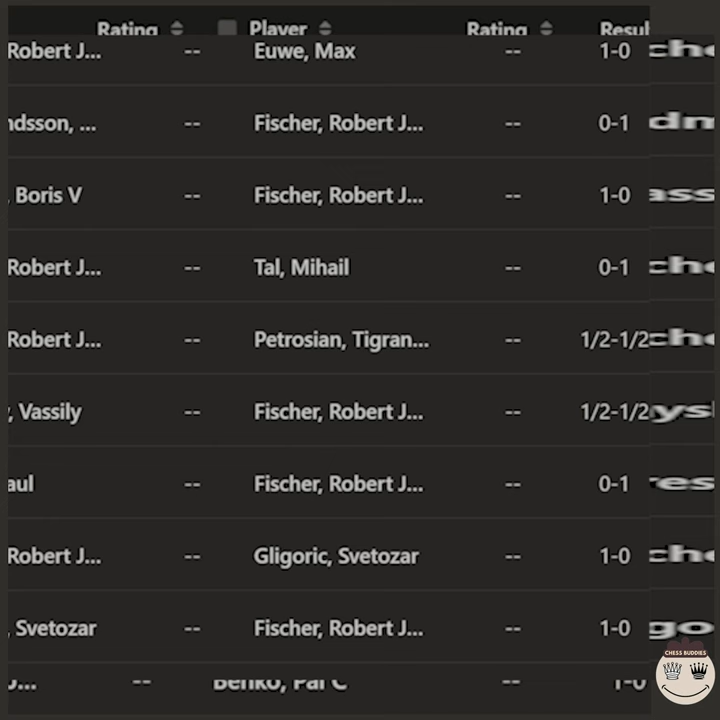 Rating Player Rating Resul
Robert J... -- Euwe, Max -- 1-0
ndsson, ... -- Fischer, Robert J... -- 0-1
, Boris V -- Fischer, Robert J... -- 1-0
Robert J... -- Tal, Mihail -- 0-1
Robert J... -- Petrosian, Tigran... -- 1/2-1/2
, Vassily -- Fischer, Robert J... -- 1/2-1/2
aul -- Fischer, Robert J... -- 0-1
Robert J... -- Gligoric, Svetozar -- 1-0
, Svetozar -- Fischer, Robert J... -- 1-0
J... -- Benko, Pal C -- 1-0
CHESS BUDDIES